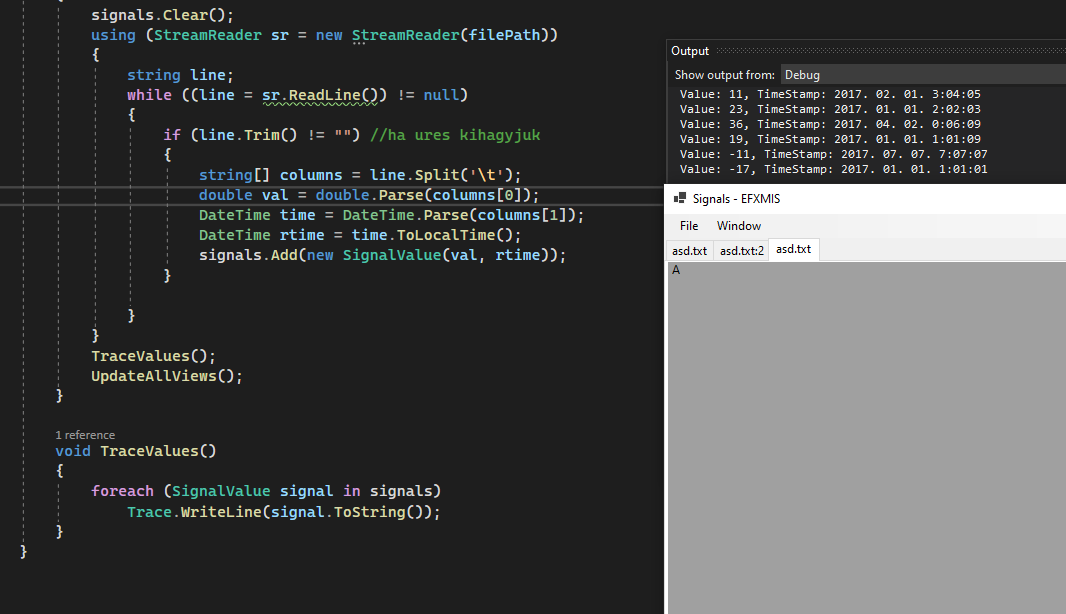 signals.Clear();
using (StreamReader sr = new StreamReader(filePath))
{
string line;
while ((line = sr.ReadLine()) != null)
{
if (line.Trim() != "") //ha ures kihagyjuk
{
string[] columns = line.Split('\t');
double val = double.Parse(columns[0]);
DateTime time = DateTime.Parse(columns[1]);
DateTime rtime = time.ToLocalTime();
signals.Add(new SignalValue(val, rtime));
}
}
}
TraceValues();
UpdateAllViews();
}
1 reference
void TraceValues()
{
foreach (SignalValue signal in signals)
Trace.WriteLine(signal.ToString());
}
}
Output
Show output from: Debug
Value: 11, TimeStamp: 2017. 02. 01. 3:04:05
Value: 23, TimeStamp: 2017. 01. 01. 2:02:03
Value: 36, TimeStamp: 2017. 04. 02. 0:06:09
Value: 19, TimeStamp: 2017. 01. 01. 1:01:09
Value: -11, TimeStamp: 2017. 07. 07. 7:07:07
Value: -17, TimeStamp: 2017. 01. 01. 1:01:01
Signals - EFXMIS
File Window
asd.txt asd.txt:2 asd.txt
A